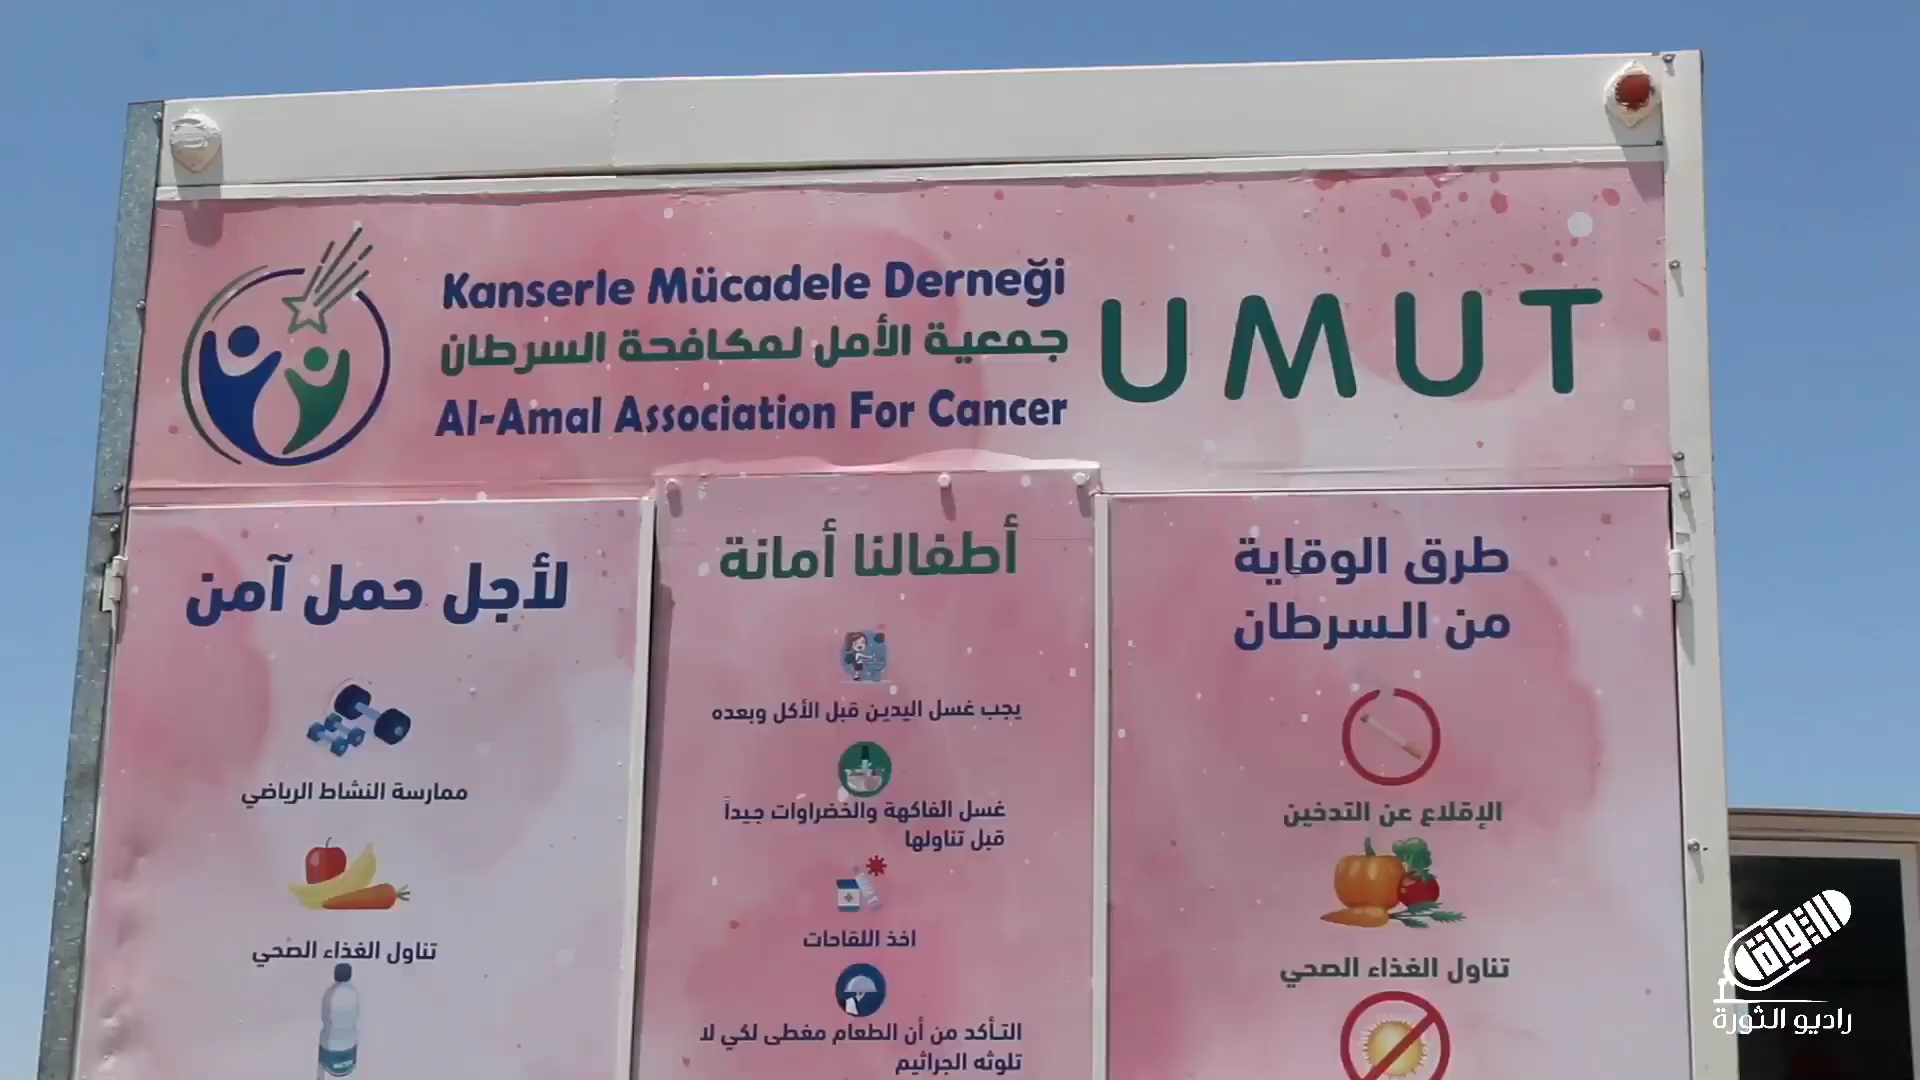 Kanserle Mücadele Derneği
جمعية الأمل لمكافحة السرطان
Al-Amal Association For Cancer
UMUT
طرق الوقاية
من السرطان
الإقلاع عن التدخين
تناول الغذاء الصحي
أطفالنا أمانة
يجب غسل اليدين قبل الأكل وبعده
غسل الفاكهة والخضراوات جيداً
قبل تناولها
اخذ اللقاحات
التأكد من أن الطعام مغطى لكي لا
تلوثه الجراثيم
لأجل حمل آمن
ممارسة النشاط الرياضي
تناول الغذاء الصحي
الثورة
راديو الثورة